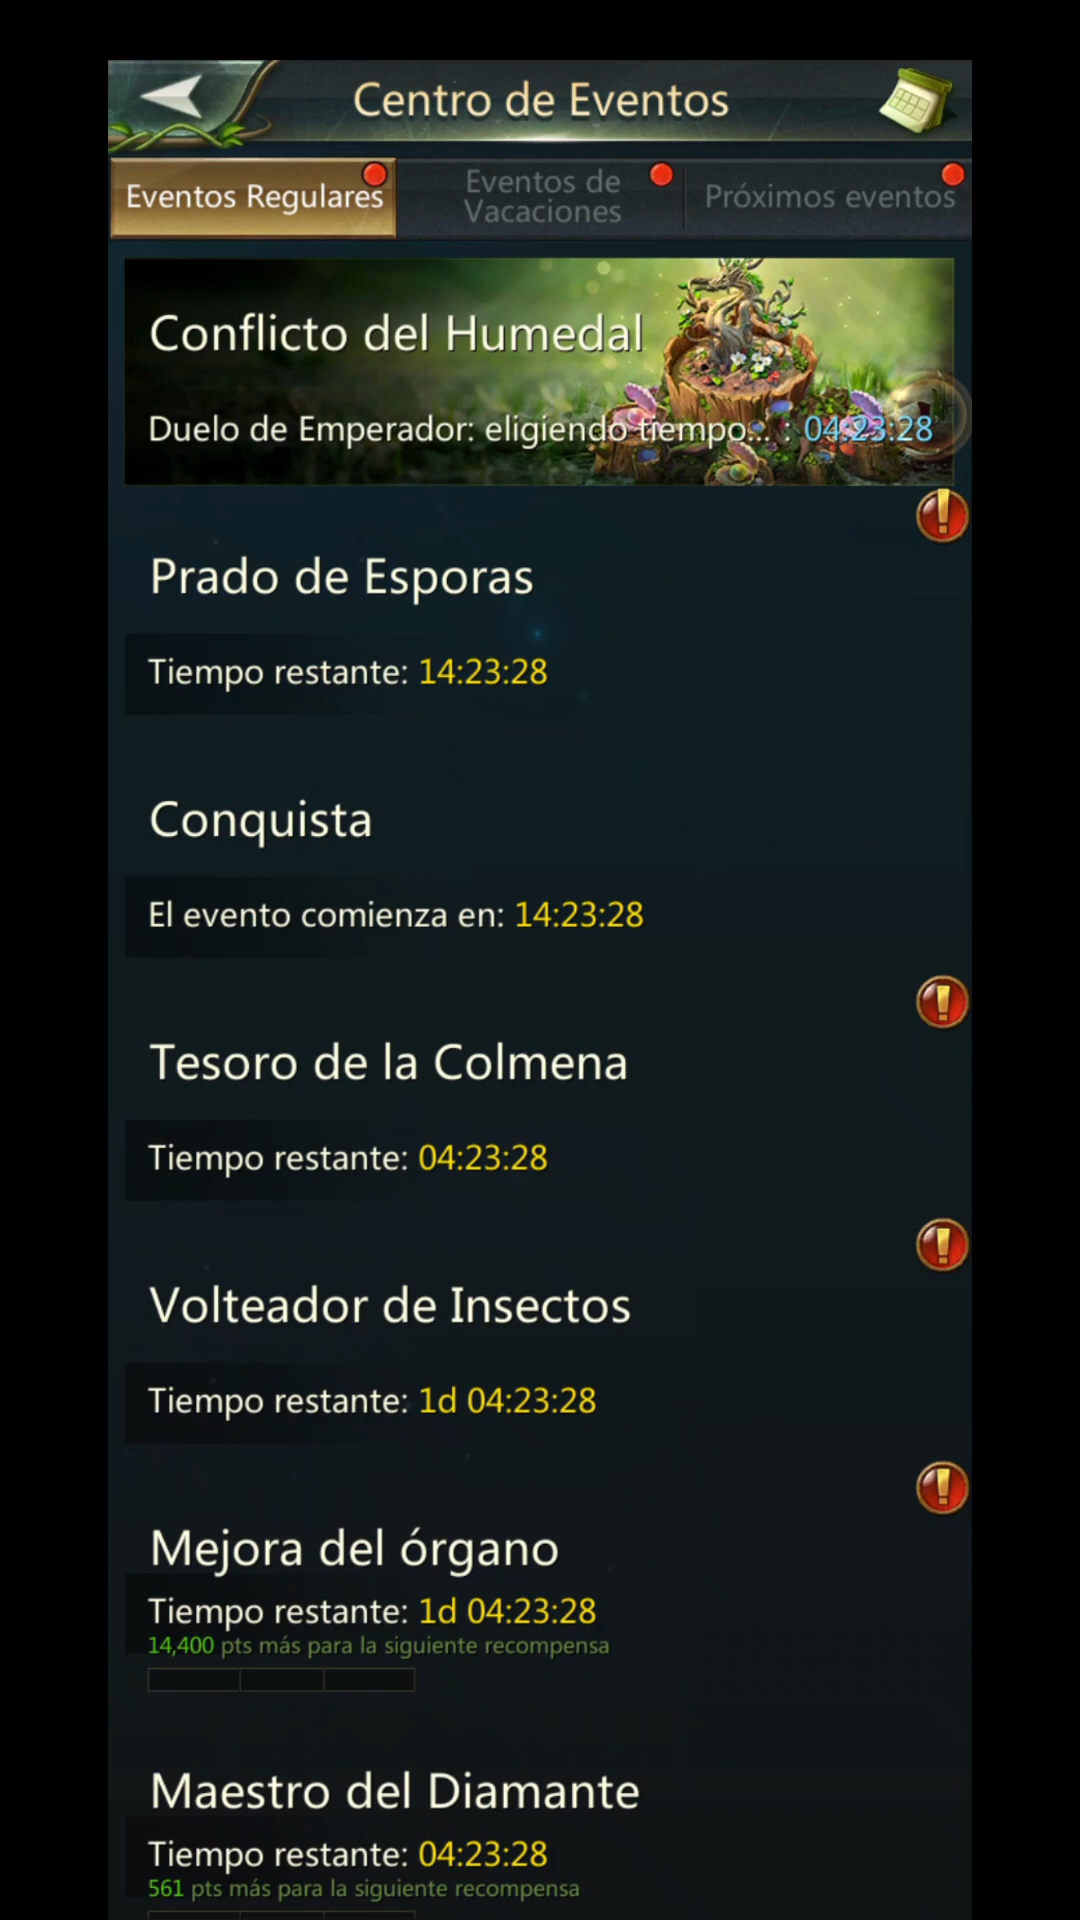 Centro de Eventos
Eventos Regulares
Eventos de
Vacaciones
Próximos eventos
Conflicto del Humedal
Duelo de Emperador: eligiendo tiempo... : 04:23:28
Prado de Esporas
Tiempo restante: 14:23:28
Conquista
El evento comienza en: 14:23:28
Tesoro de la Colmena
Tiempo restante: 04:23:28
Volteador de Insectos
Tiempo restante: 1d 04:23:28
Mejora del órgano
Tiempo restante: 1d 04:23:28
14,400 pts más para la siguiente recompensa
Maestro del Diamante
Tiempo restante: 04:23:28
561 pts más para la siguiente recompensa